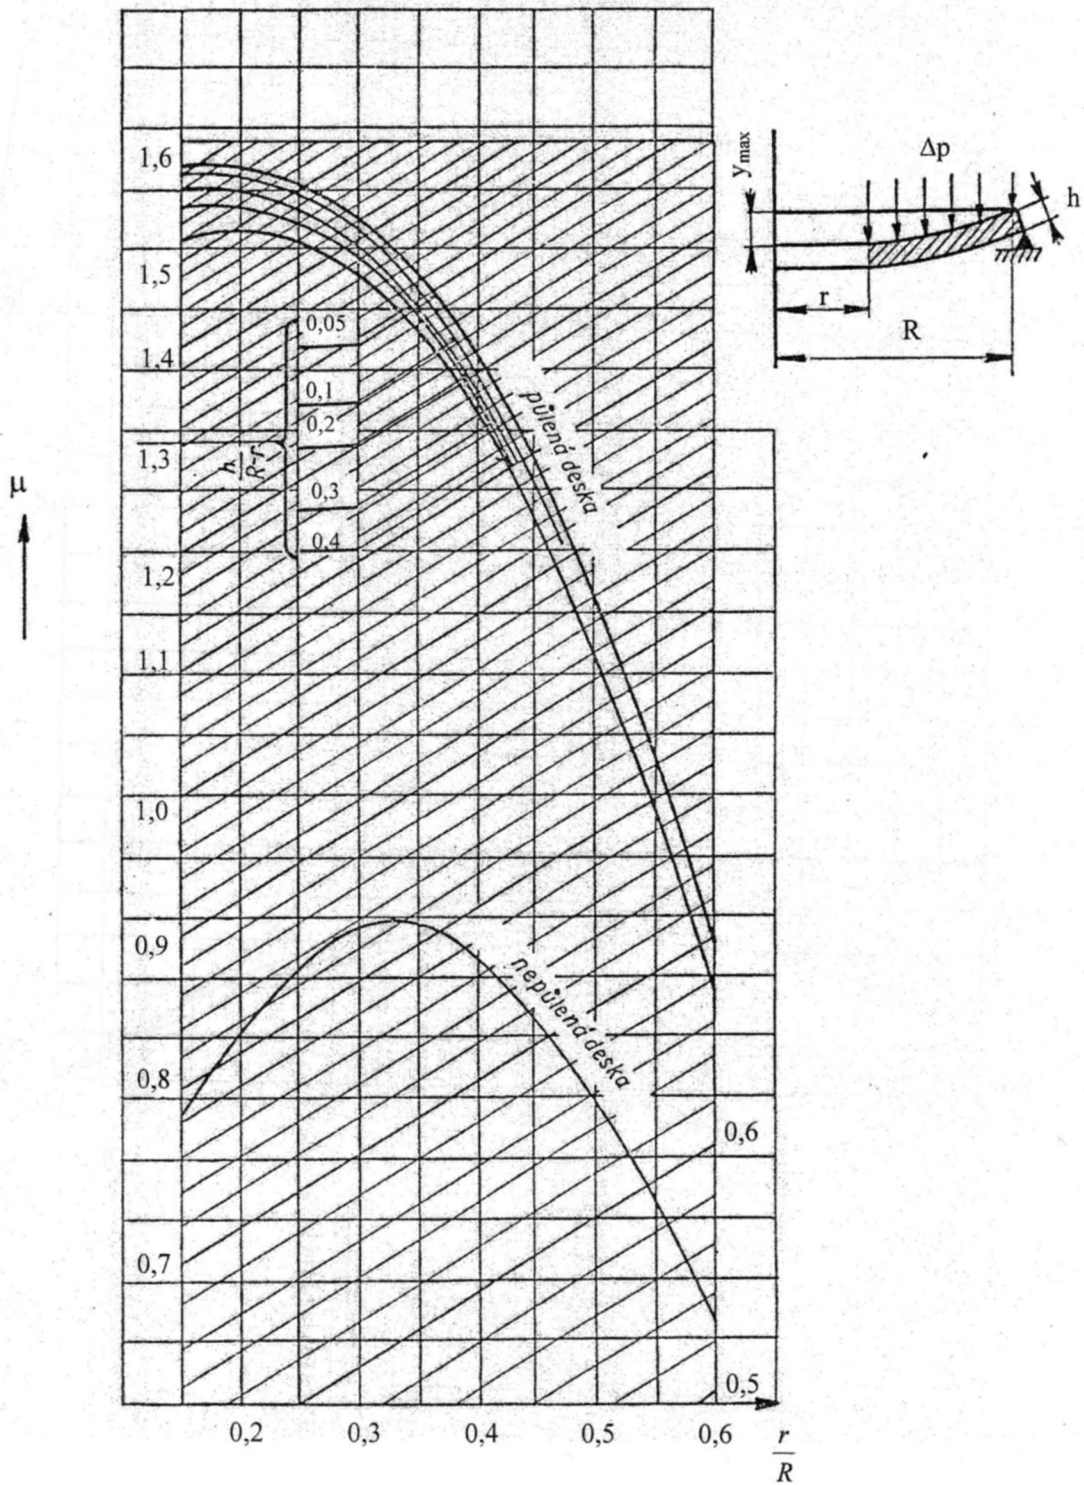 1,6
1,5
1,4
1,3
1,2
1,1
1,0
0,9
0,8
0,7
μ
0,05
0,1
0,2
0,3
0,4
h
R-r
půlená deska
nepůlená deska
0,6
0,5
0,2
0,3
0,4
0,5
0,6
r
R
y max
Δp
h
r
R